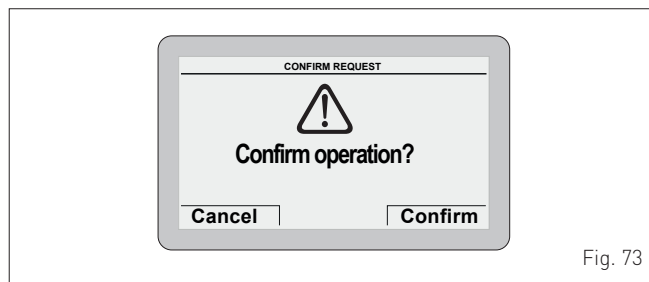 CONFIRM REQUEST
Confirm operation?
Cancel Confirm
Fig. 73